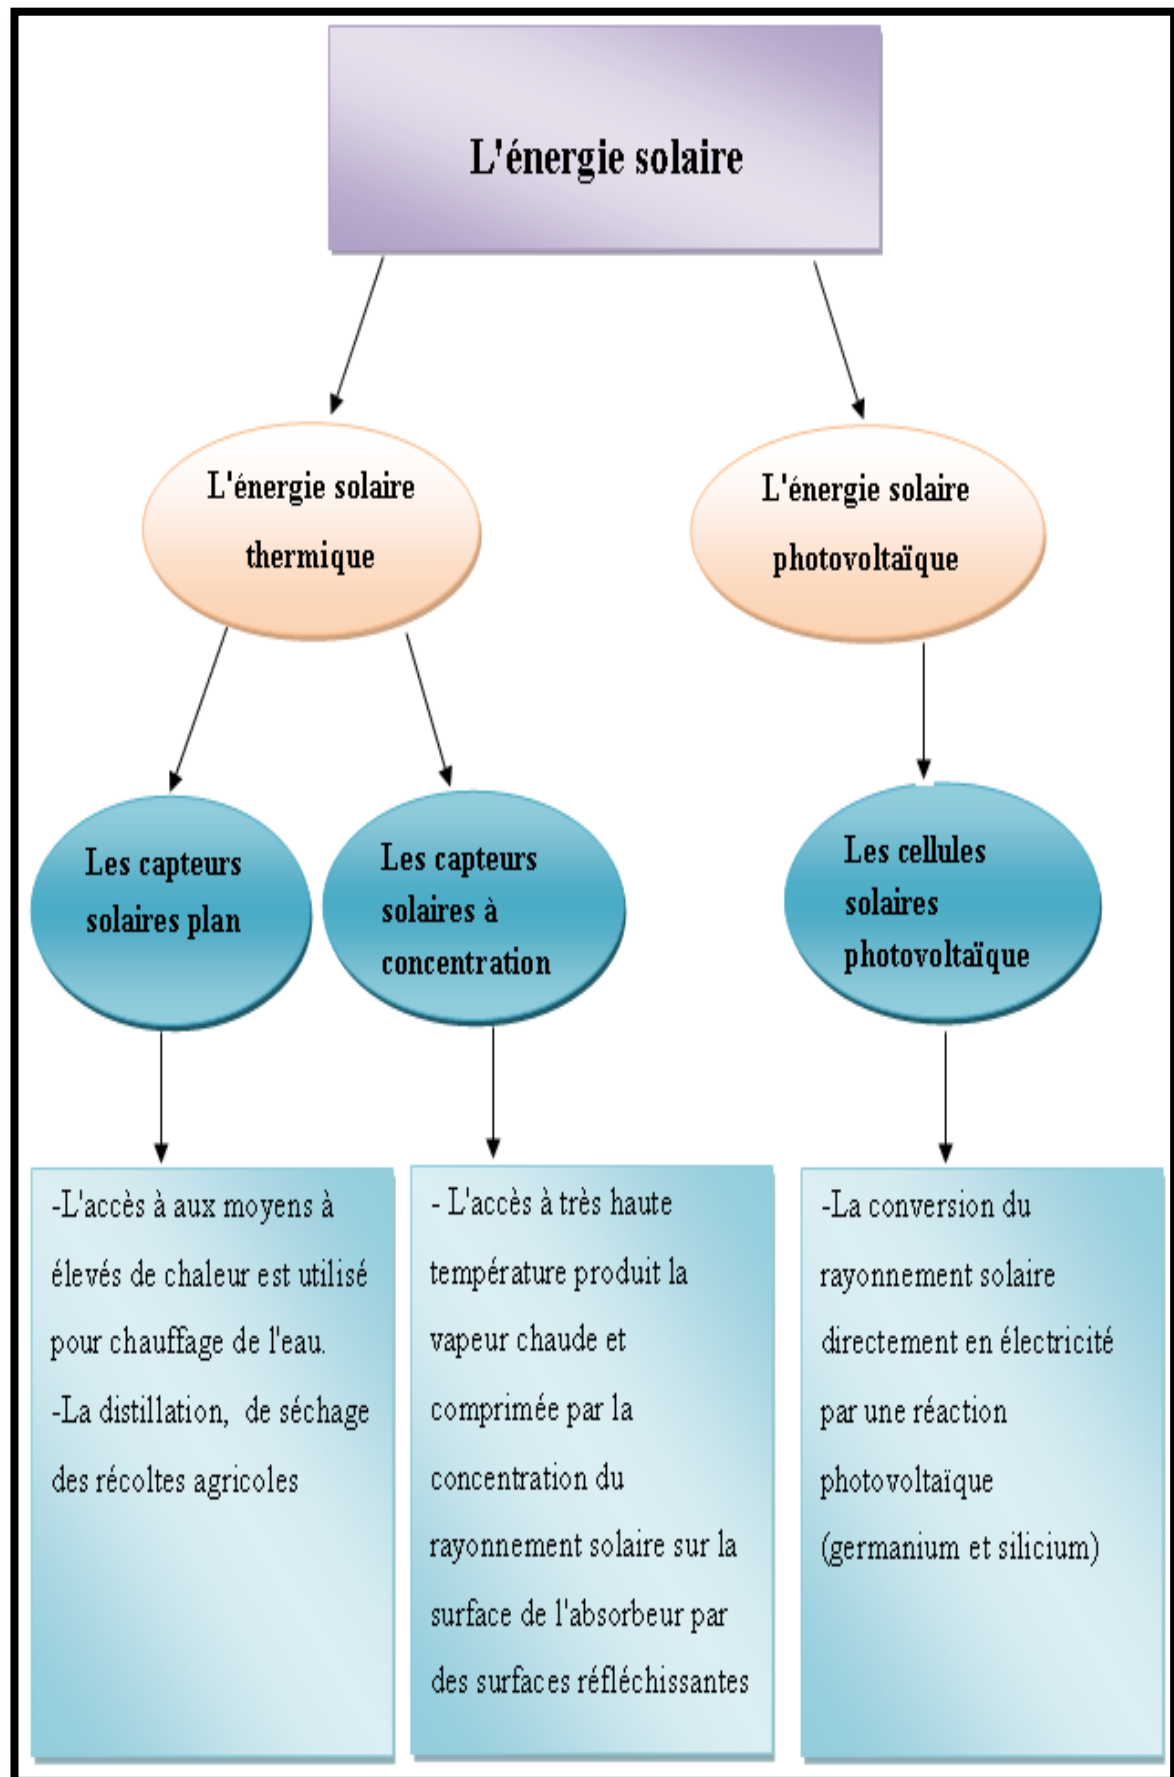 L'énergie solaire
L'énergie solaire
thermique
L'énergie solaire
photovoltaïque
Les capteurs
solaires plan
Les capteurs
solaires à
concentration
Les cellules
solaires
photovoltaïque
-L'accès à aux moyens à
élevés de chaleur est utilisé
pour chauffage de l'eau.
-La distillation, de séchage
des récoltes agricoles
- L'accès à très haute
température produit la
vapeur chaude et
comprimée par la
concentration du
rayonnement solaire sur la
surface de l'absorbeur par
des surfaces réfléchissantes
-La conversion du
rayonnement solaire
directement en électricité
par une réaction
photovoltaïque
(germanium et silicium)